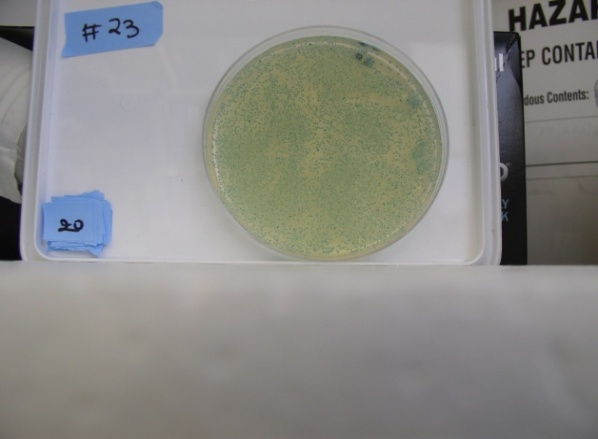 # 23
20
HAZAR
EP CONTA
dous Contents: